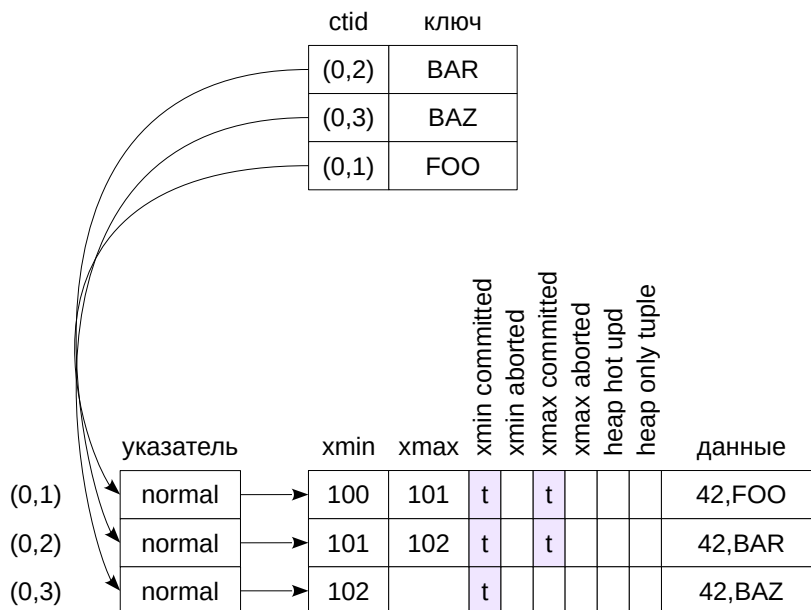 ctid ключ
(0,2) BAR
(0,3) BAZ
(0,1) FOO
xmin committed
xmin aborted
xmax committed
xmax aborted
heap hot upd
heap only tuple
указатель xmin xmax данные
(0,1) normal 100 101 t t 42,FOO
(0,2) normal 101 102 t t 42,BAR
(0,3) normal 102 t 42,BAZ